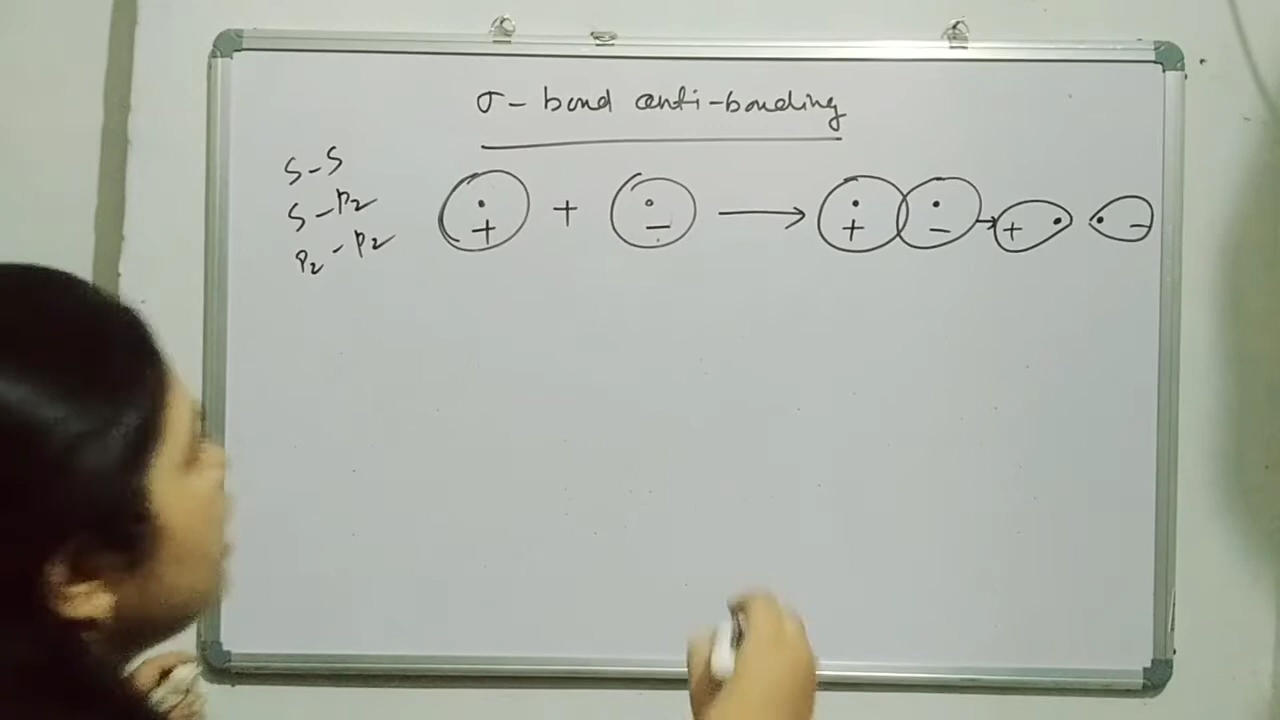 σ- bond anti-bonding
S-S
S-Pz
Pz-Pz
+ + - → + - → + -